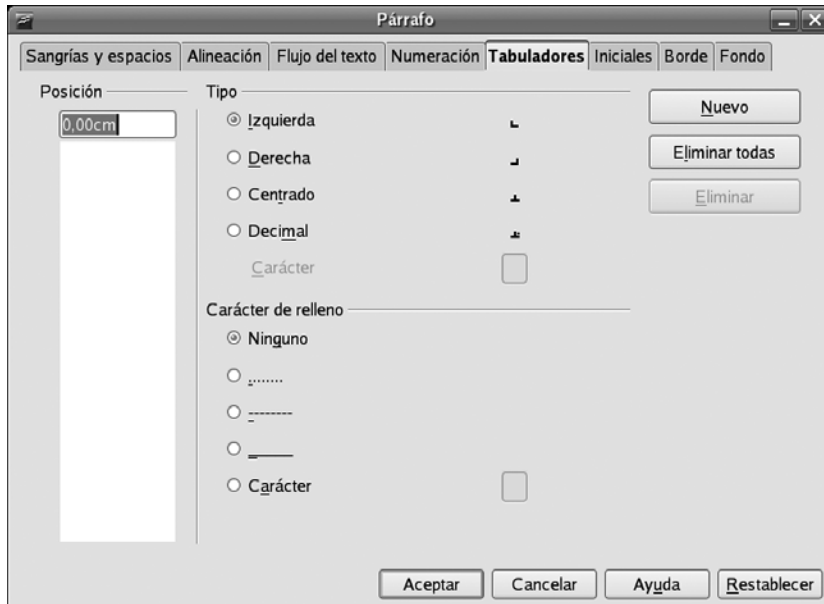 Párrafo
Sangrías y espacios Alineación Flujo del texto Numeración Tabuladores Iniciales Borde Fondo
Posición
0,00cm
Tipo
Izquierda
Derecha
Centrado
Decimal
Carácter
Carácter de relleno
Ninguno
........
--------
______
Carácter
Nuevo
Eliminar todas
Eliminar
Aceptar Cancelar Ayuda Restablecer